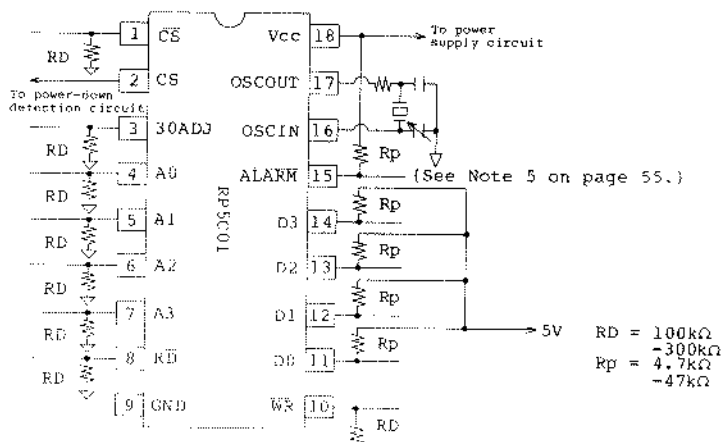 1 CS
Vcc 18
To power supply circuit
RD
2 CS
OSCOUT 17
To power-down detection circuit
3 30ADJ
OSCIN 16
RD
Rp
4 A0
ALARM 15
(See Note 5 on page 55.)
RD
RP5C01
Rp
5 A1
D3 14
RD
Rp
6 A2
D2 13
RD
Rp
7 A3
D1 12
RD
Rp
5V
RD = 100kΩ
-300kΩ
8 RD
D0 11
Rp = 4.7kΩ
-47kΩ
RD
9 GND
WR 10
RD